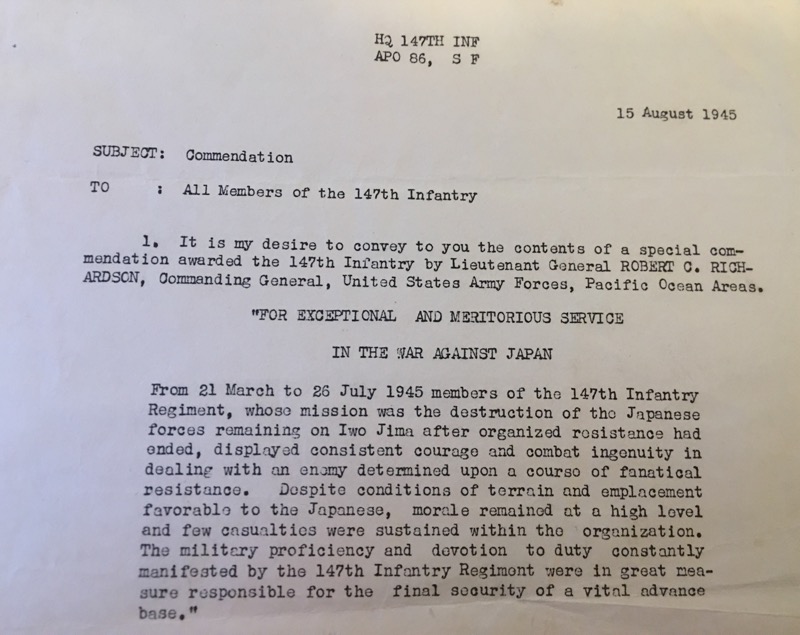 HQ 147TH INF
APO 86, S F
15 August 1945
SUBJECT: Commendation
TO : All Members of the 147th Infantry
1. It is my desire to convey to you the contents of a special com-
mendation awarded the 147th Infantry by Lieutenant General ROBERT C. RICH-
ARDSON, Commanding General, United States Army Forces, Pacific Ocean Areas.
"FOR EXCEPTIONAL AND MERITORIOUS SERVICE
IN THE WAR AGAINST JAPAN
From 21 March to 26 July 1945 members of the 147th Infantry
Regiment, whose mission was the destruction of the Japanese
forces remaining on Iwo Jima after organized resistance had
ended, displayed consistent courage and combat ingenuity in
dealing with an enemy determined upon a course of fanatical
resistance. Despite conditions of terrain and emplacement
favorable to the Japanese, morale remained at a high level
and few casualties were sustained within the organization.
The military proficiency and devotion to duty constantly
manifested by the 147th Infantry Regiment were in great mea-
sure responsible for the final security of a vital advance
base."